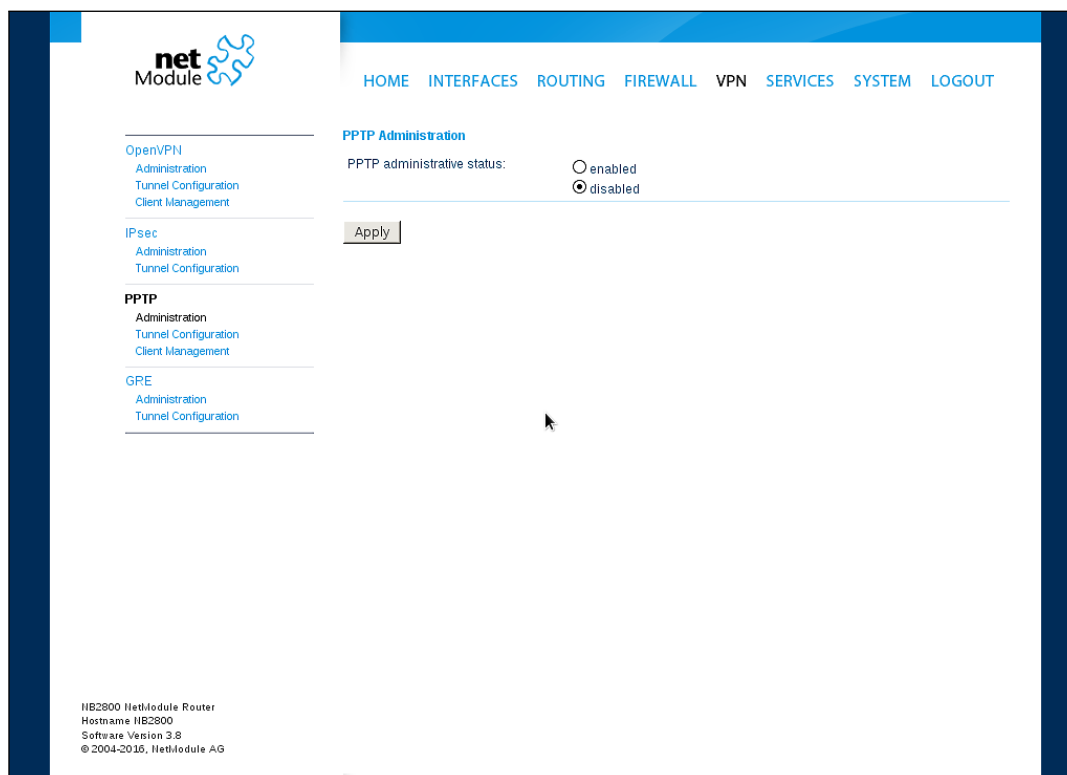 net
Module
HOME INTERFACES ROUTING FIREWALL VPN SERVICES SYSTEM LOGOUT
OpenVPN
Administration
Tunnel Configuration
Client Management
IPsec
Administration
Tunnel Configuration
PPTP
Administration
Tunnel Configuration
Client Management
GRE
Administration
Tunnel Configuration
PPTP Administration
PPTP administrative status:
enabled
disabled
Apply
NB2800 NetModule Router
Hostname NB2800
Software Version 3.8
© 2004-2016, NetModule AG